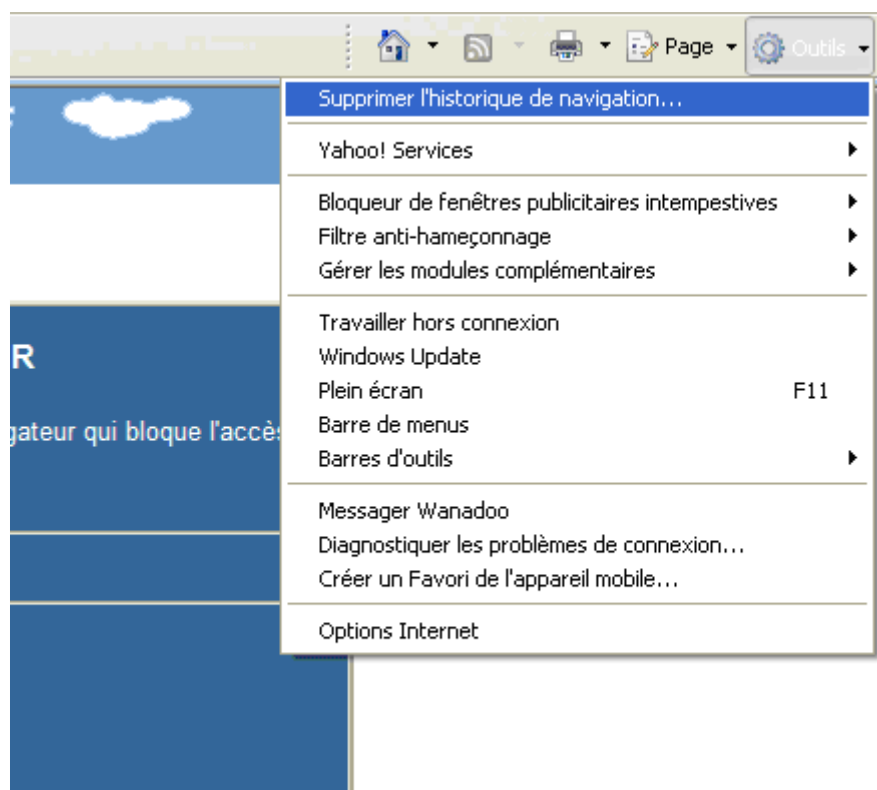 Page
Outils
Supprimer l'historique de navigation...
Yahoo! Services
Bloqueur de fenêtres publicitaires intempestives
Filtre anti-hameçonnage
Gérer les modules complémentaires
Travailler hors connexion
Windows Update
Plein écran F11
Barre de menus
Barres d'outils
Messager Wanadoo
Diagnostiquer les problèmes de connexion...
Créer un Favori de l'appareil mobile...
Options Internet
R
qui bloque